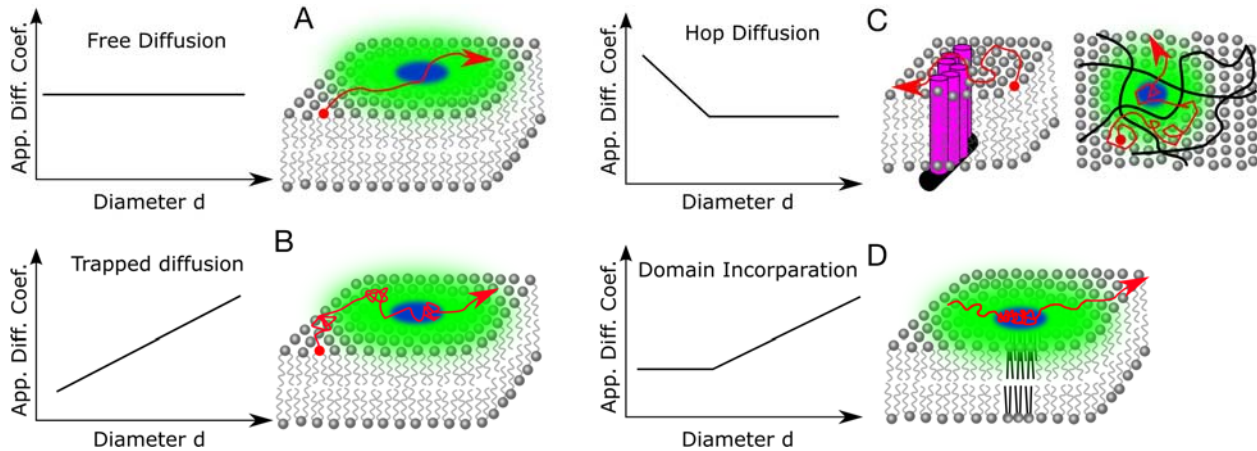 A
Free Diffusion
App. Diff. Coef.
Diameter d
C
Hop Diffusion
App. Diff. Coef.
Diameter d
B
Trapped diffusion
App. Diff. Coef.
Diameter d
D
Domain Incorparation
App. Diff. Coef.
Diameter d